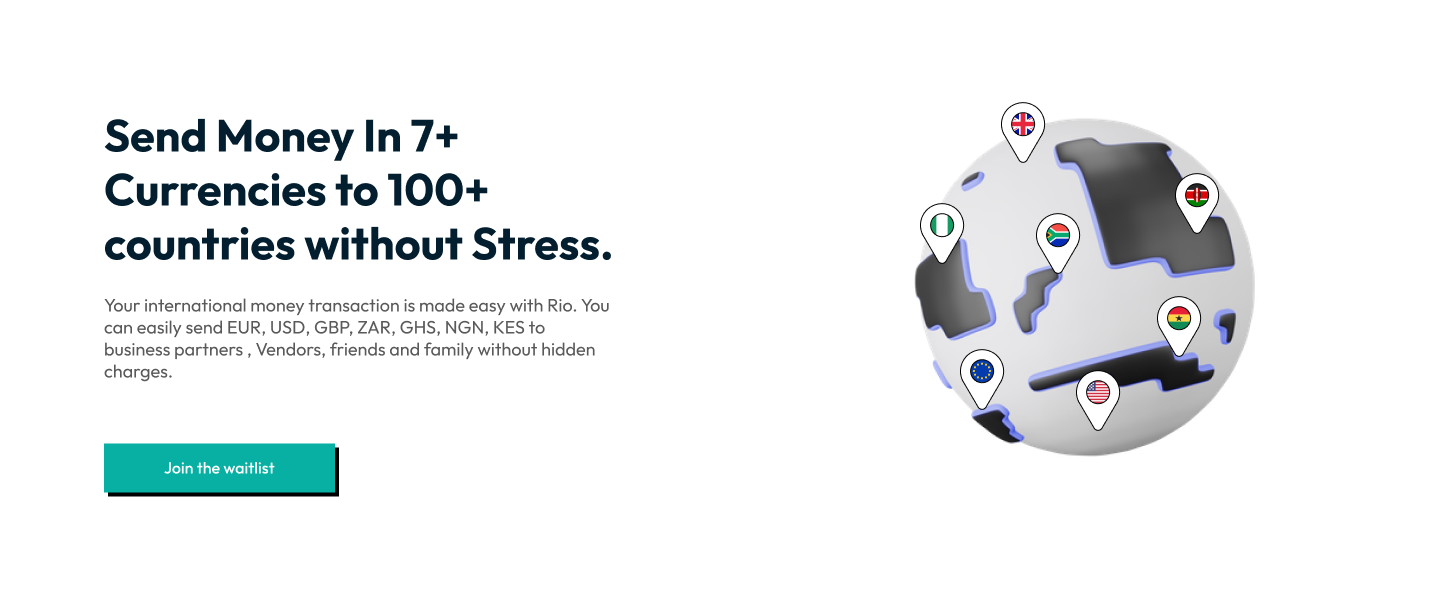 Send Money In 7+
Currencies to 100+
countries without Stress.
Your international money transaction is made easy with Rio. You
can easily send EUR, USD, GBP, ZAR, GHS, NGN, KES to
business partners , Vendors, friends and family without hidden
charges.
Join the waitlist